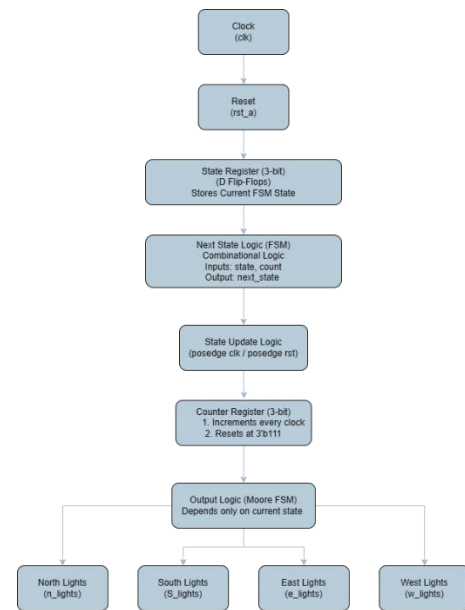 Clock
(clk)
Reset
(rst_a)
State Register (3-bit)
(D Flip-Flops)
Stores Current FSM State
Next State Logic (FSM)
Combinational Logic
Inputs: state, count
Output: next_state
State Update Logic
(posedge clk / posedge rst)
Counter Register (3-bit)
1. Increments every clock
2. Resets at 3'b111
Output Logic (Moore FSM)
Depends only on current state
North Lights
(n_lights)
South Lights
(S_lights)
East Lights
(e_lights)
West Lights
(w_lights)